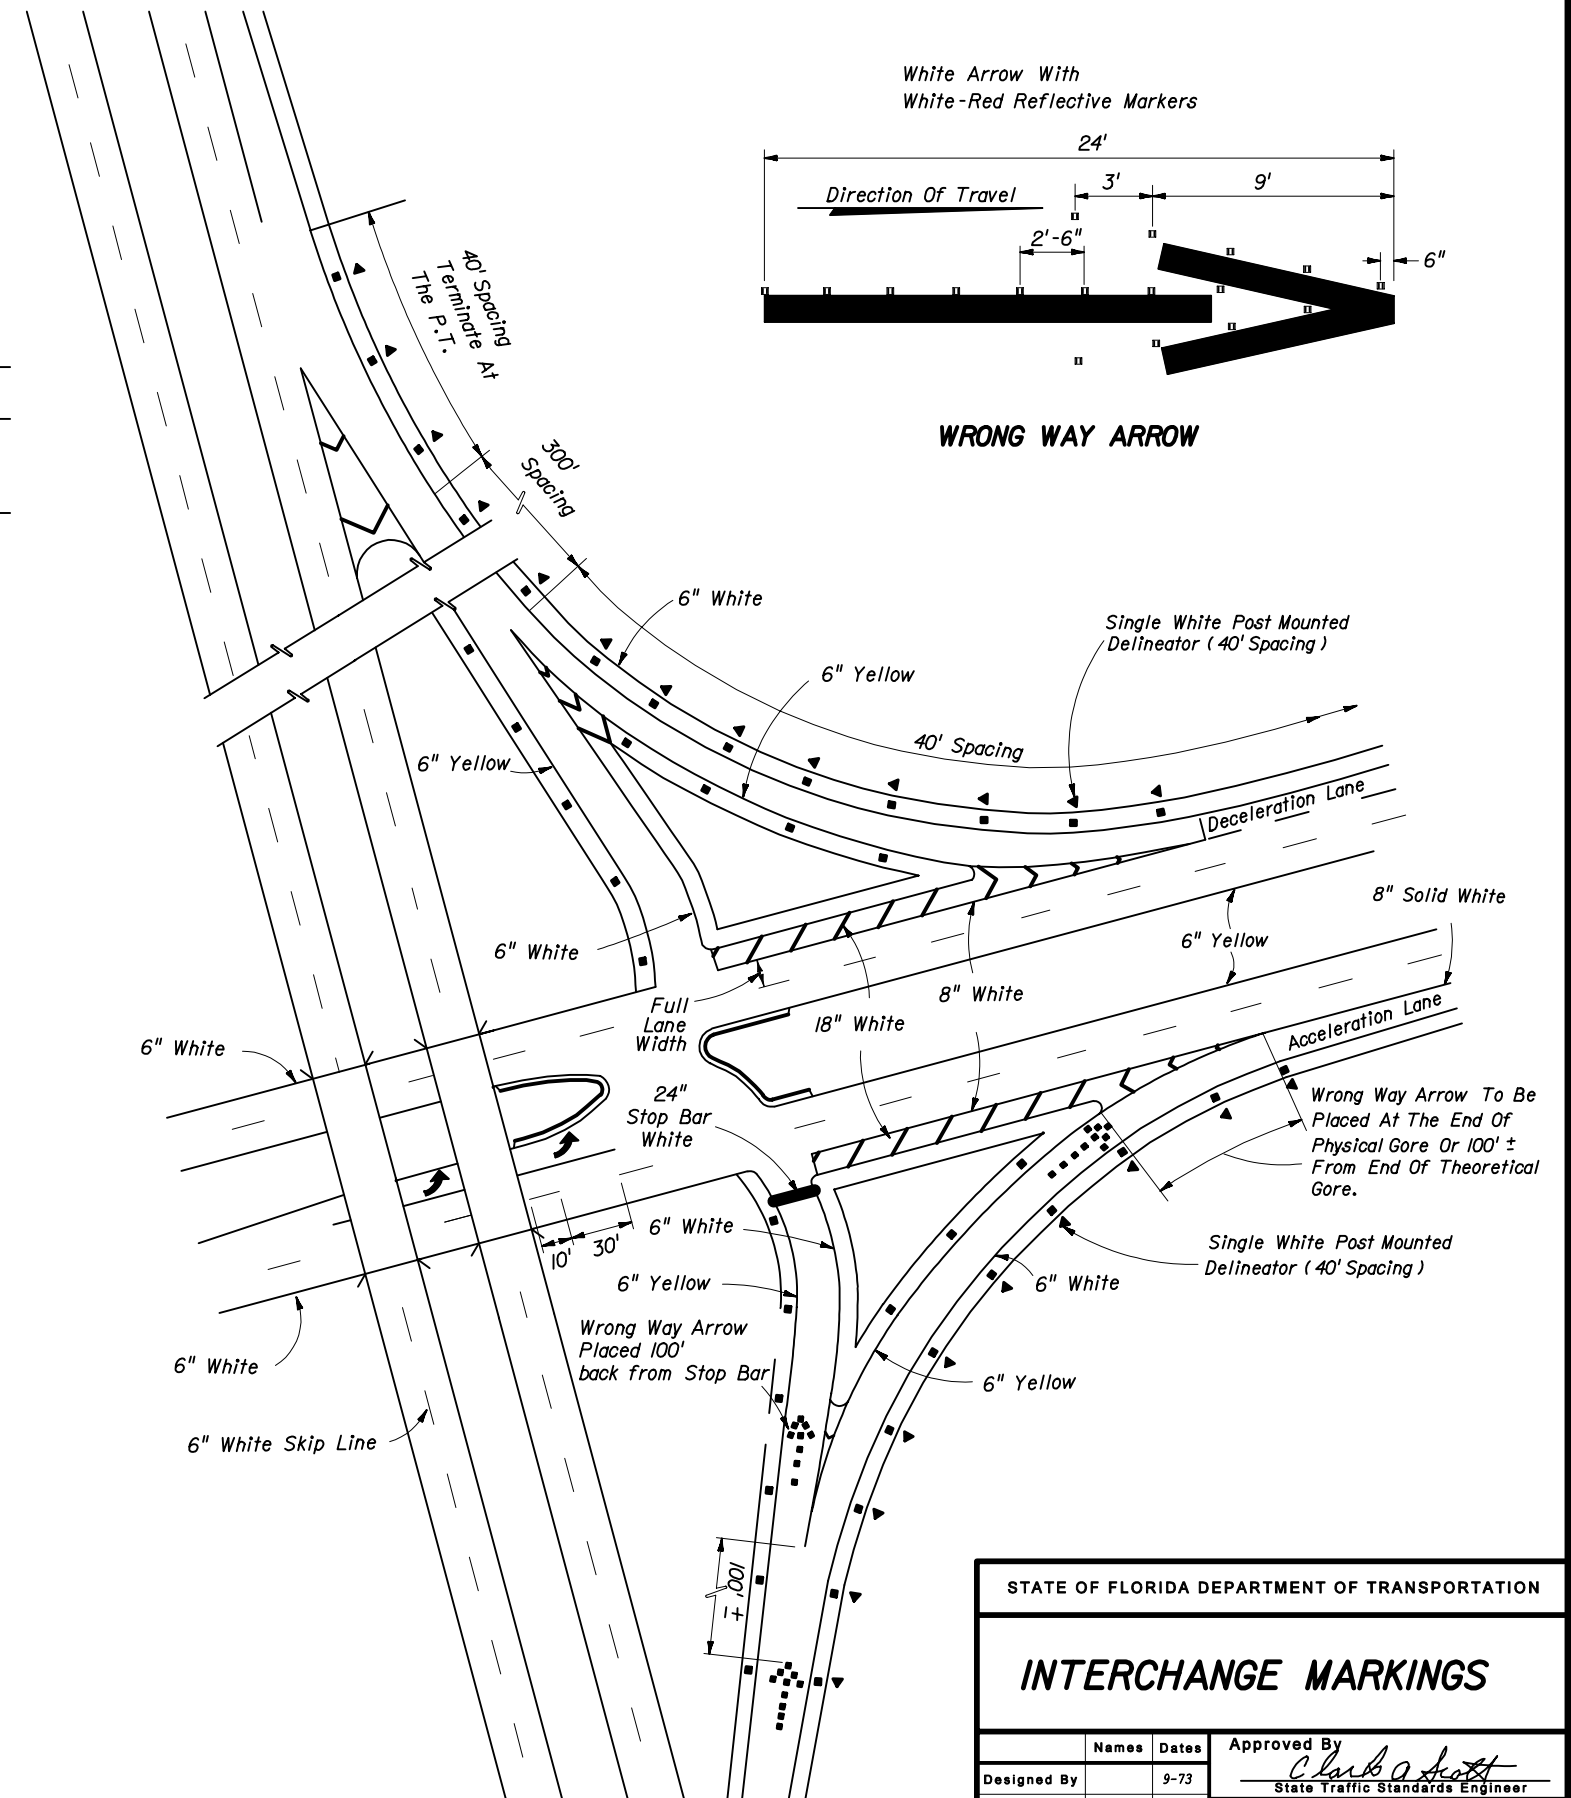 White Arrow With
White-Red Reflective Markers
24'
3'
9'
Direction Of Travel
2'-6"
6"
WRONG WAY ARROW
40' Spacing
Terminate At
The P.T.
300'
Spacing
6" White
Single White Post Mounted
Delineator (40' Spacing)
6" Yellow
40' Spacing
6" Yellow
Deceleration Lane
8" Solid White
6" White
6" Yellow
8" White
Full
Lane
Width
18" White
Acceleration Lane
6" White
24"
Stop Bar
White
Wrong Way Arrow To Be
Placed At The End Of
Physical Gore Or 100' ±
From End Of Theoretical
Gore.
6" White
10'
30'
Single White Post Mounted
Delineator (40' Spacing)
6" Yellow
6" White
Wrong Way Arrow
Placed 100'
back from Stop Bar
6" White
6" Yellow
6" White Skip Line
100' ±
STATE OF FLORIDA DEPARTMENT OF TRANSPORTATION
INTERCHANGE MARKINGS
Names Dates
Approved By
Clark A Scott
Designed By 9-73
State Traffic Standards Engineer